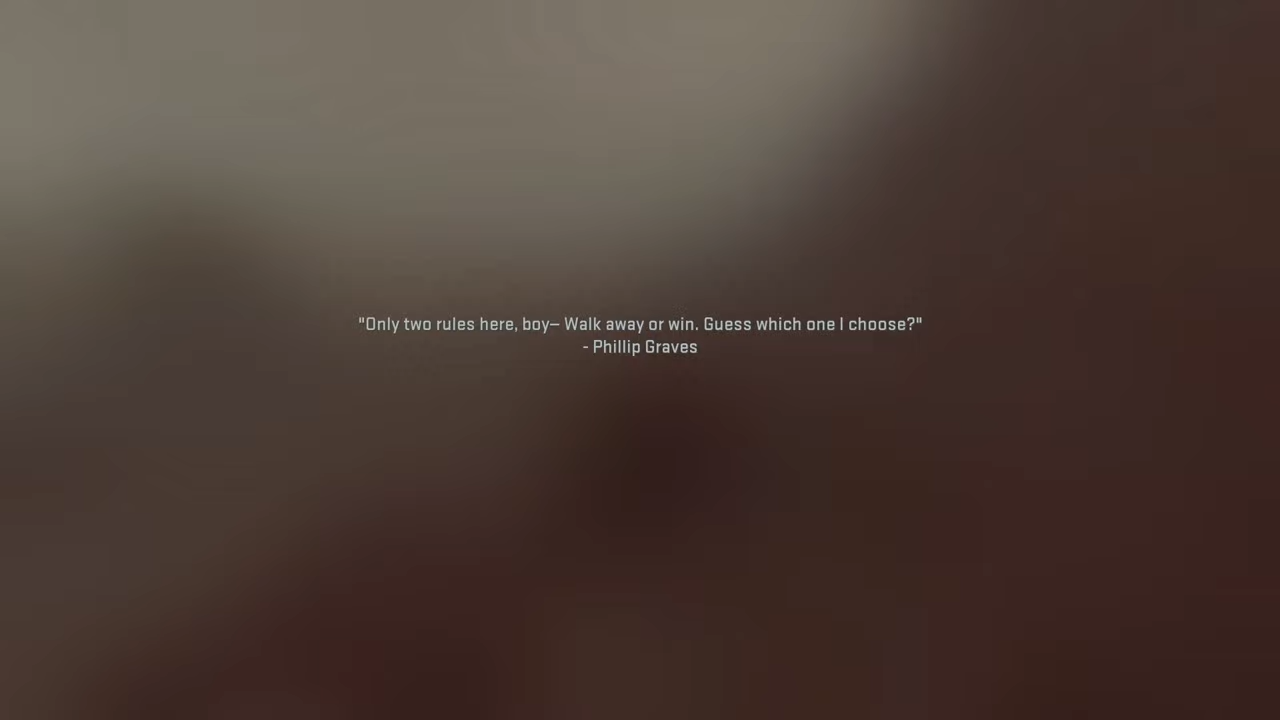 "Only two rules here, boy— Walk away or win. Guess which one I choose?"
- Phillip Graves